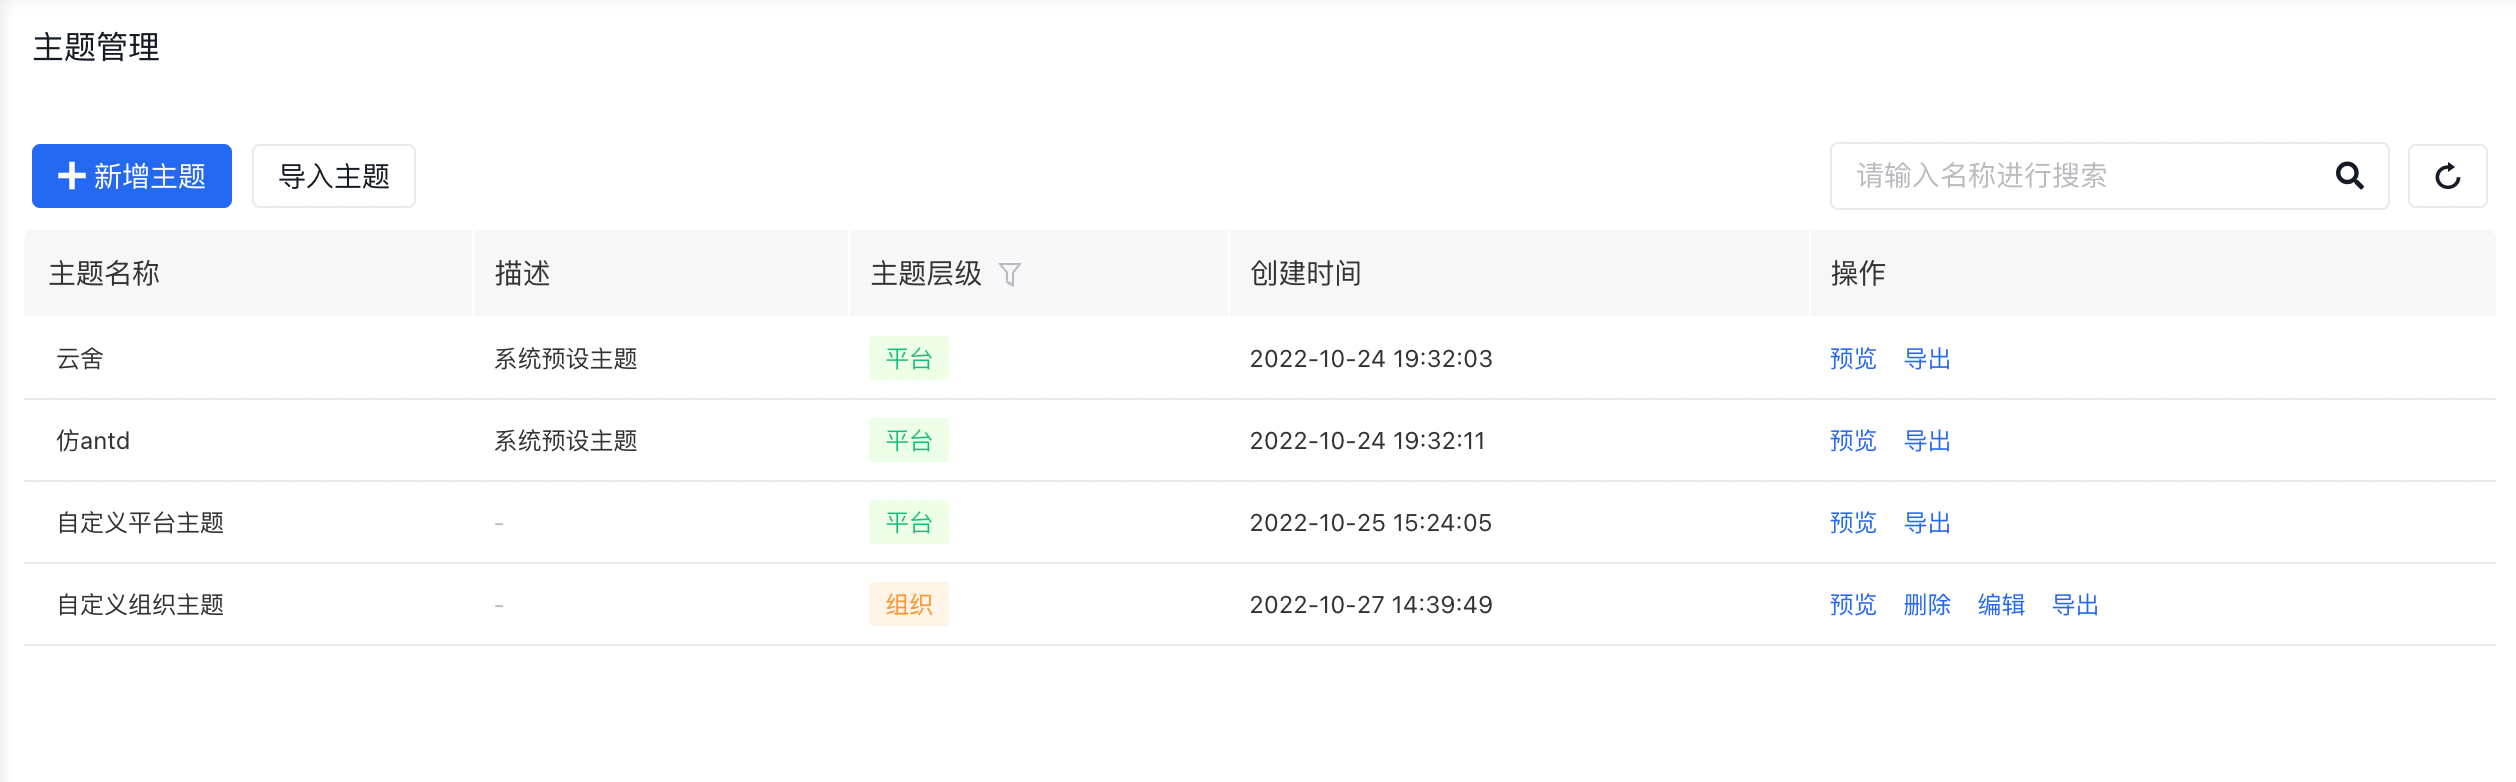 主题管理
新增主题 导入主题 请输入名称进行搜索
主题名称 描述 主题层级 创建时间 操作
云舍 系统预设主题 平台 2022-10-24 19:32:03 预览 导出
仿antd 系统预设主题 平台 2022-10-24 19:32:11 预览 导出
自定义平台主题 - 平台 2022-10-25 15:24:05 预览 导出
自定义组织主题 - 组织 2022-10-27 14:39:49 预览 删除 编辑 导出